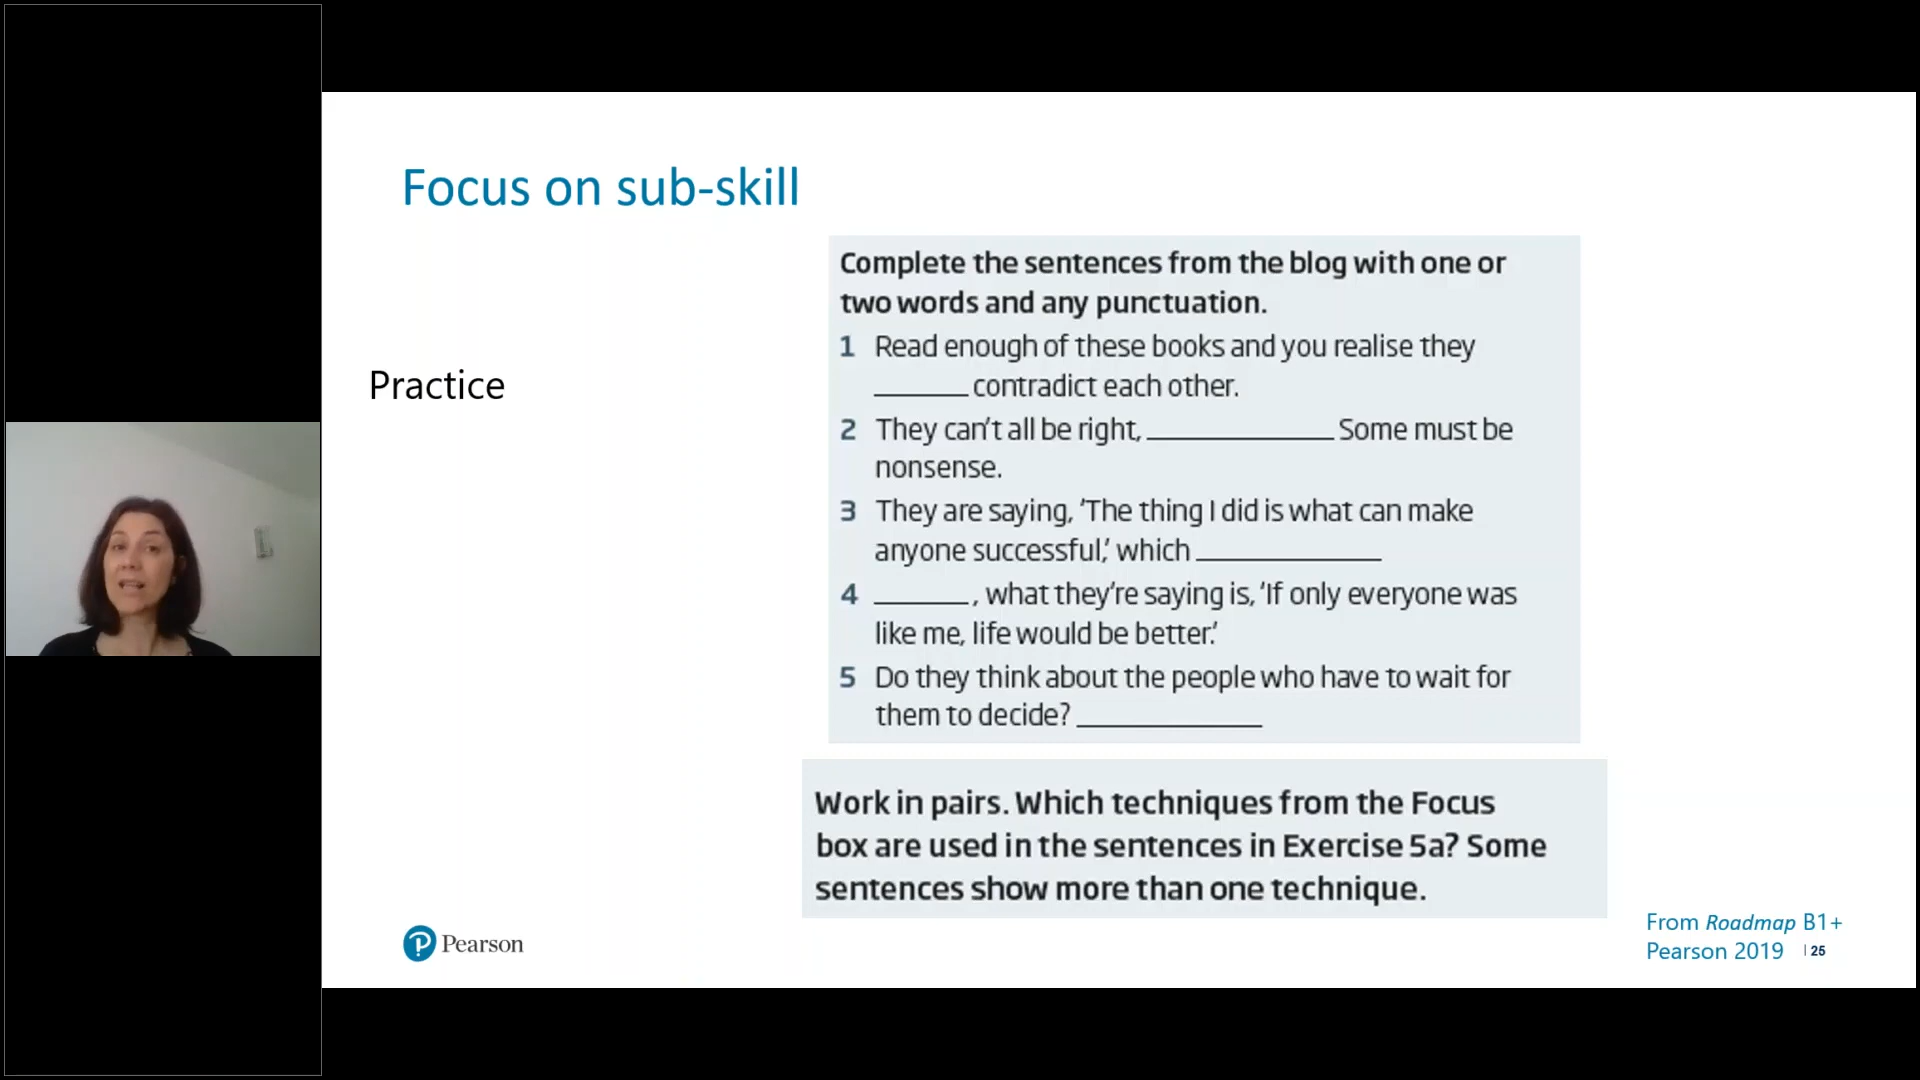 Focus on sub-skill
Practice
Complete the sentences from the blog with one or
two words and any punctuation.
1 Read enough of these books and you realise they
________ contradict each other.
2 They can't all be right, ________________ Some must be
nonsense.
3 They are saying, 'The thing I did is what can make
anyone successful,' which ________________
4 ________, what they're saying is, 'If only everyone was
like me, life would be better.'
5 Do they think about the people who have to wait for
them to decide? ________________
Work in pairs. Which techniques from the Focus
box are used in the sentences in Exercise 5a? Some
sentences show more than one technique.
Pearson
From Roadmap B1+
Pearson 2019 | 25